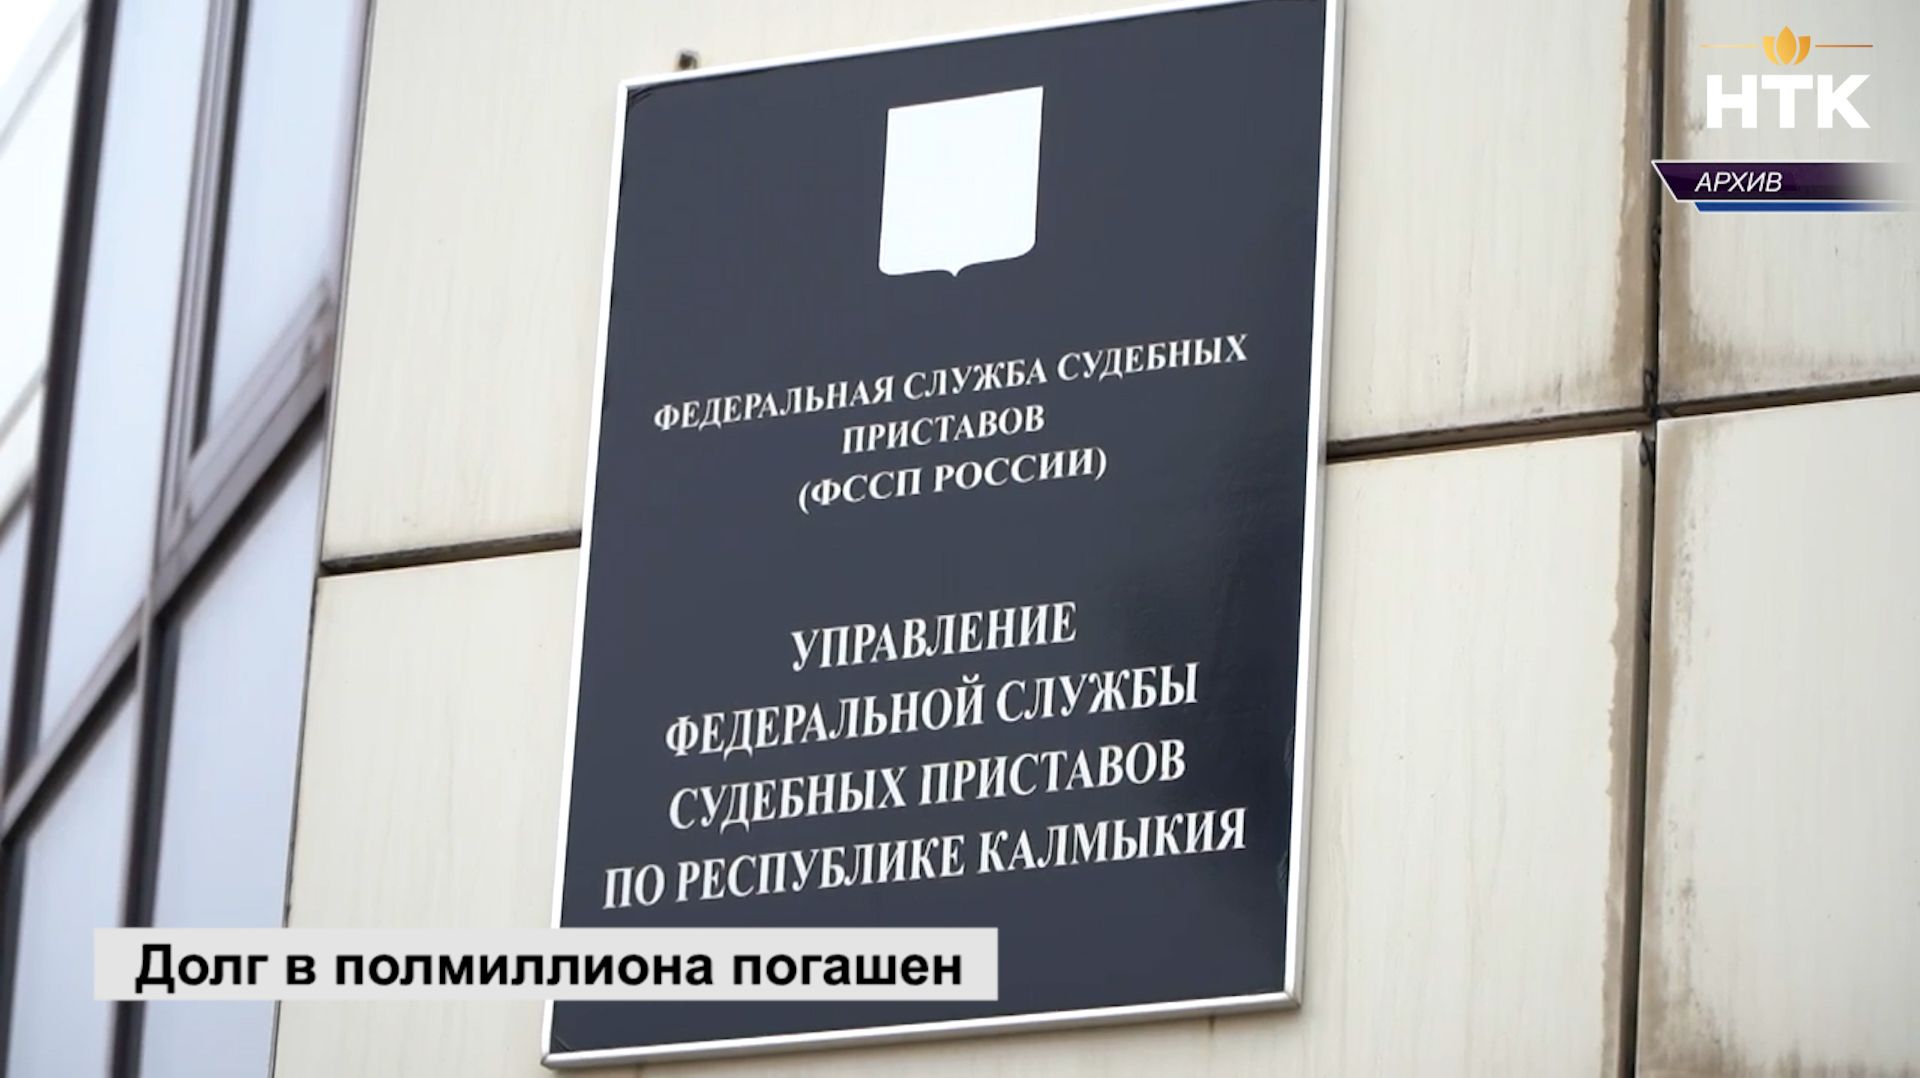 НТК
АРХИВ
ФЕДЕРАЛЬНАЯ СЛУЖБА СУДЕБНЫХ
ПРИСТАВОВ
(ФССП РОССИИ)
УПРАВЛЕНИЕ
ФЕДЕРАЛЬНОЙ СЛУЖБЫ
СУДЕБНЫХ ПРИСТАВОВ
ПО РЕСПУБЛИКЕ КАЛМЫКИЯ
Долг в полмиллиона погашен